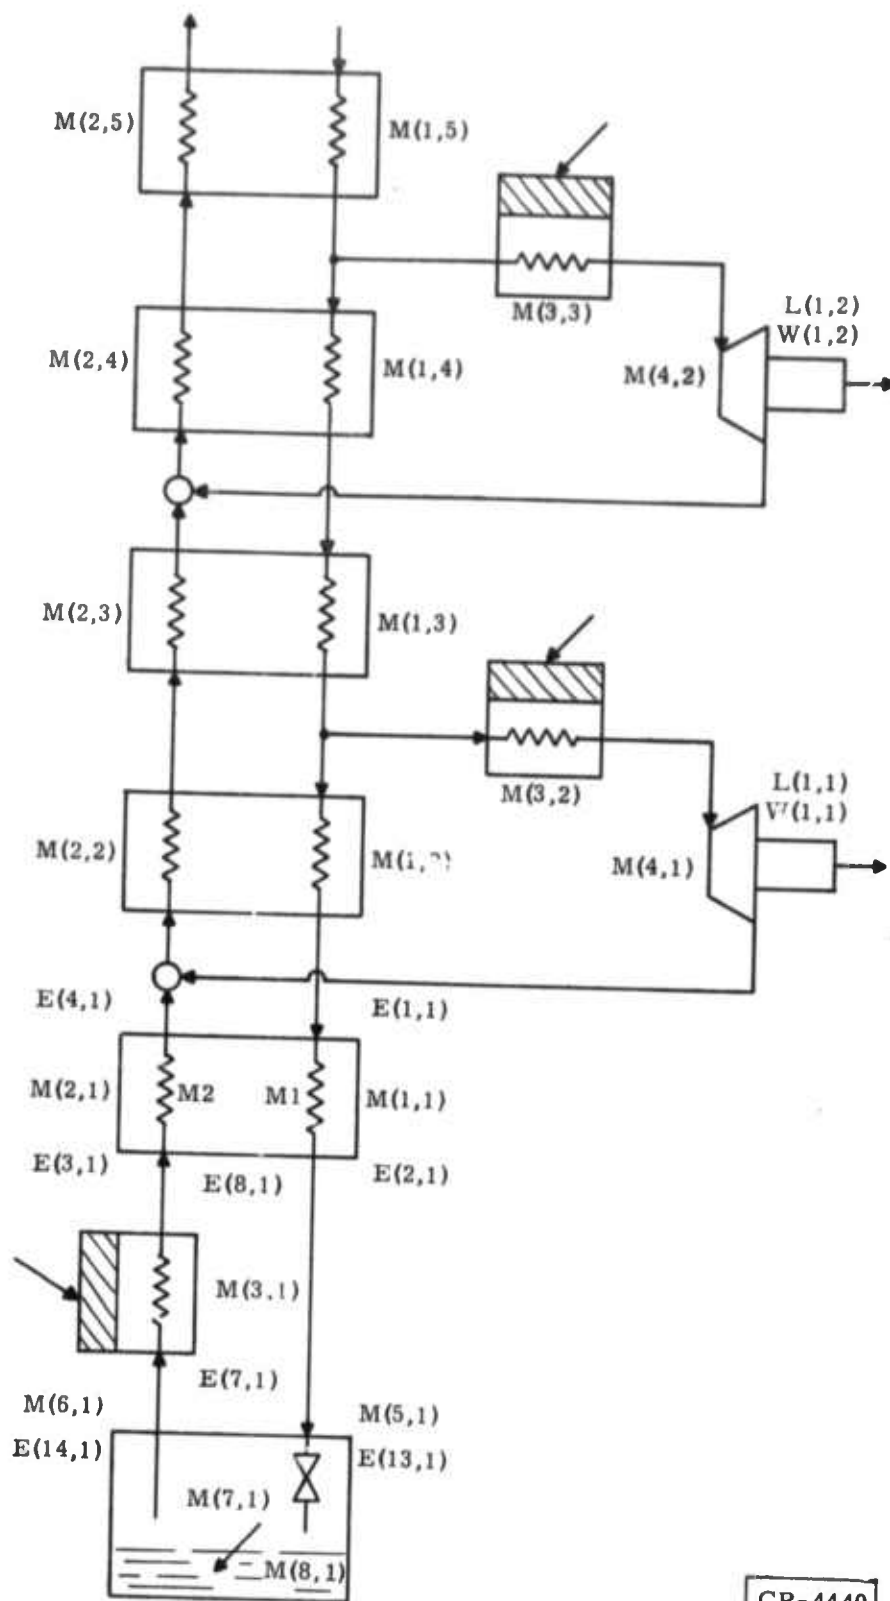 M(2,5) M(1,5)
M(3,3)
L(1,2)
W(1,2)
M(2,4) M(1,4) M(4,2)
M(2,3) M(1,3)
M(3,2)
L(1,1)
W(1,1)
M(2,2) M(4,1)
E(4,1) E(1,1)
M(2,1) M2 M1 M(1,1)
E(3,1) E(8,1) E(2,1)
M(3,1)
E(7,1)
M(6,1) M(5,1)
E(14,1) E(13,1)
M(7,1)
M(8,1)